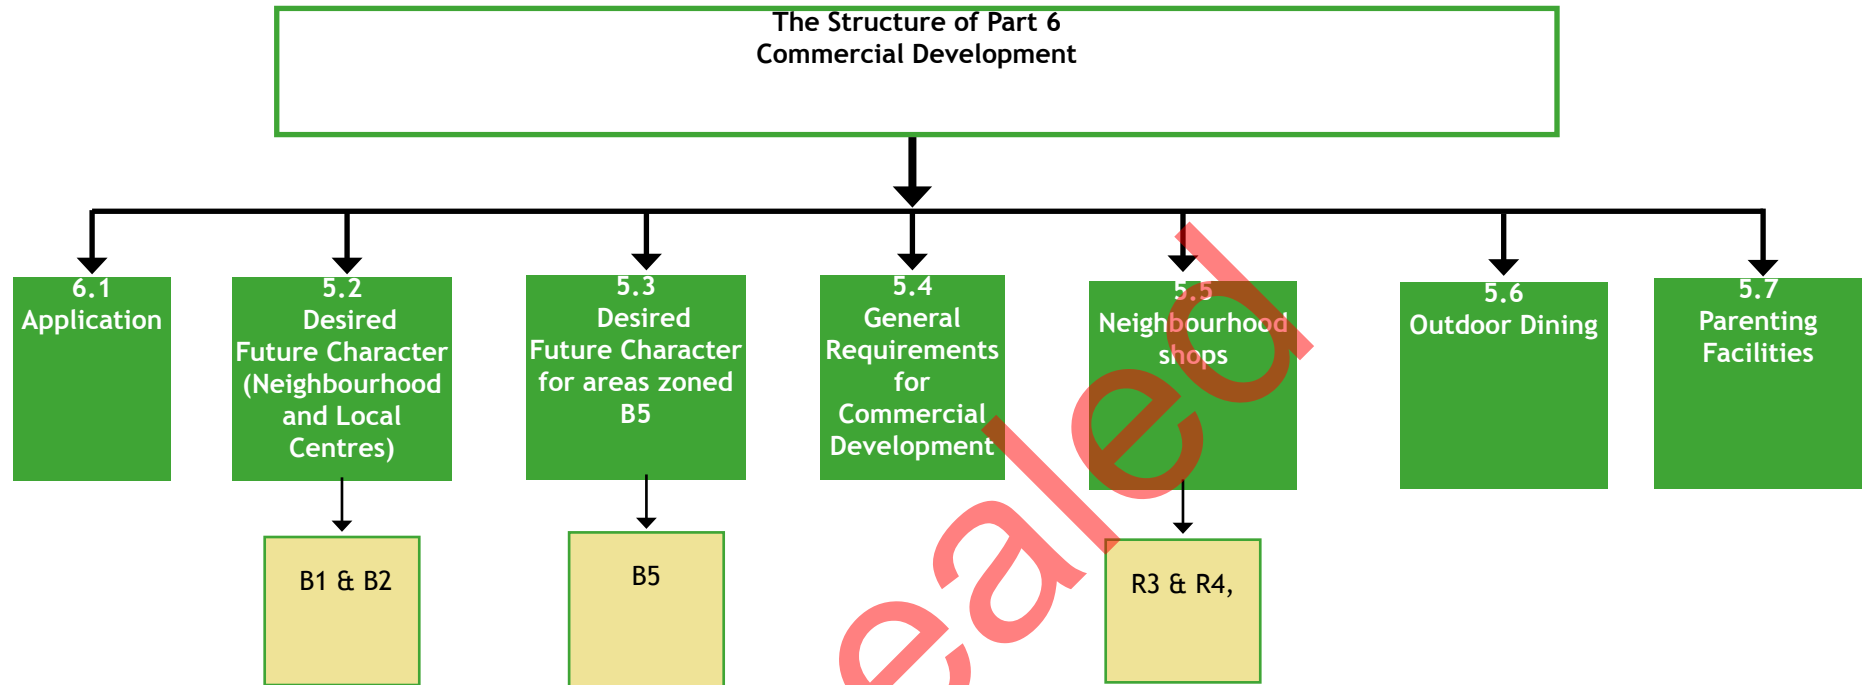 The Structure of Part 6
Commercial Development
6.1
Application
5.2
Desired
Future Character
(Neighbourhood
and Local
Centres)
5.3
Desired
Future Character
for areas zoned
B5
5.4
General
Requirements
for
Commercial
Development
5.5
Neighbourhood
shops
5.6
Outdoor Dining
5.7
Parenting
Facilities
B1 & B2
B5
R3 & R4,
ealed